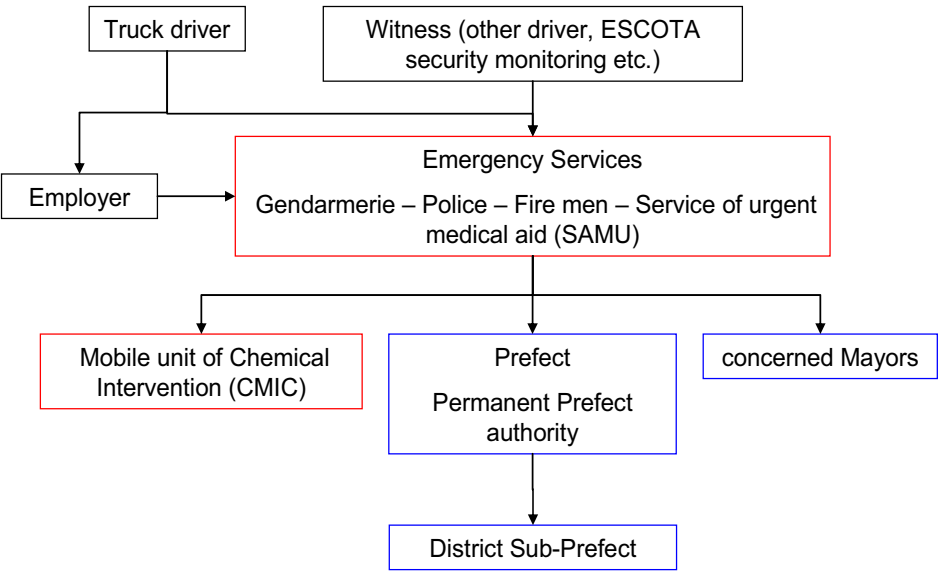 Truck driver
Witness (other driver, ESCOTA
security monitoring etc.)
Emergency Services
Gendarmerie – Police – Fire men – Service of urgent
medical aid (SAMU)
Employer
Mobile unit of Chemical
Intervention (CMIC)
Prefect
Permanent Prefect
authority
concerned Mayors
District Sub-Prefect